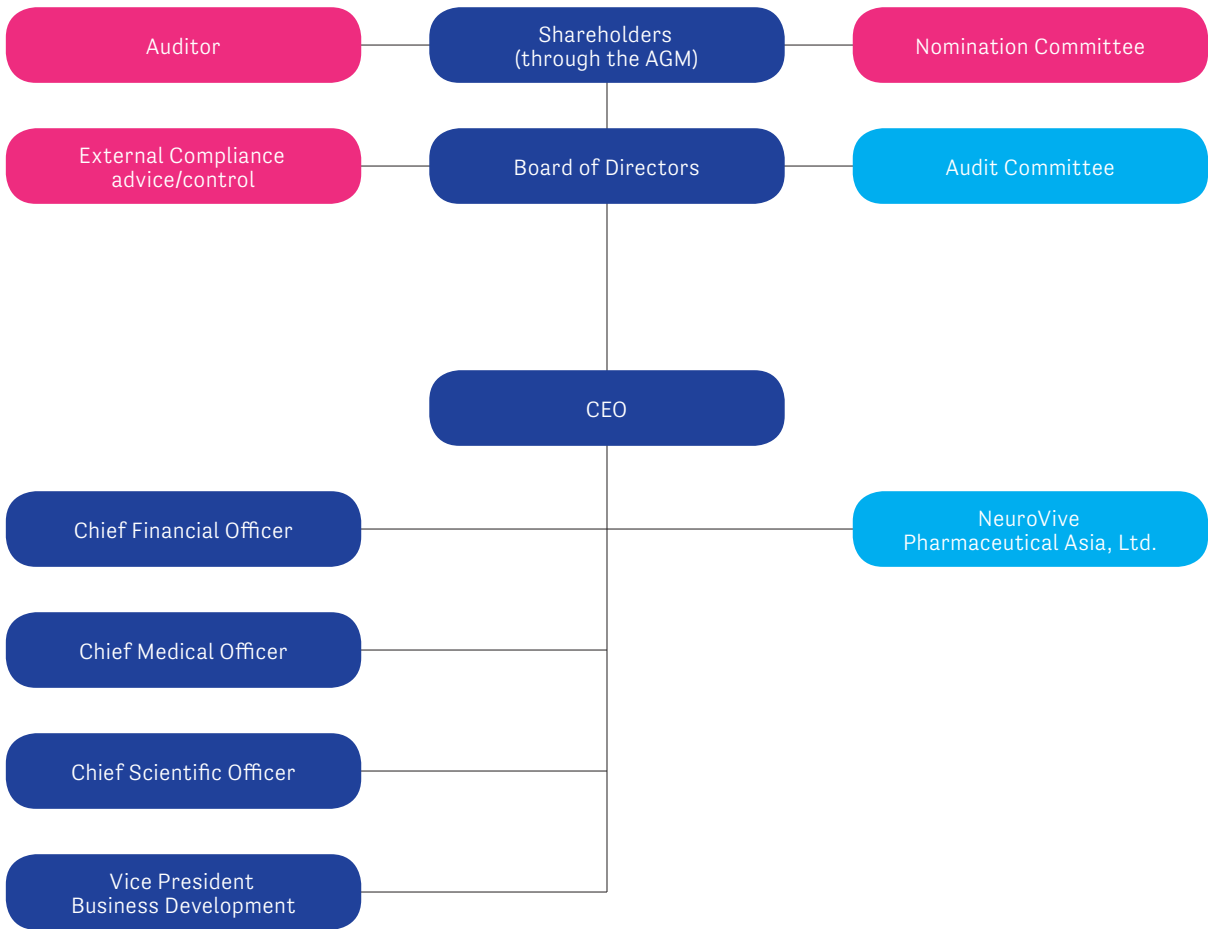 Auditor
Shareholders
(through the AGM)
Nomination Committee
External Compliance
advice/control
Board of Directors
Audit Committee
CEO
Chief Financial Officer
NeuroVive
Pharmaceutical Asia, Ltd.
Chief Medical Officer
Chief Scientific Officer
Vice President
Business Development